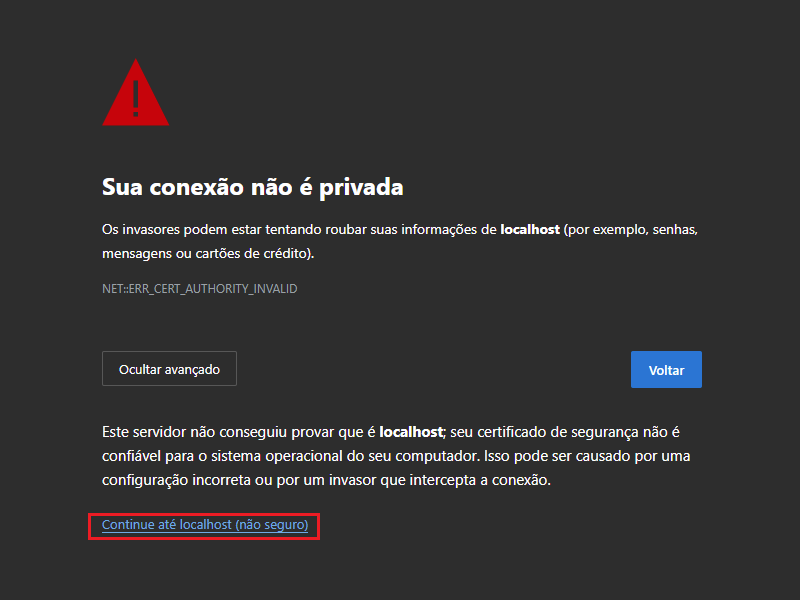 Sua conexão não é privada
Os invasores podem estar tentando roubar suas informações de localhost (por exemplo, senhas,
mensagens ou cartões de crédito).
NET::ERR_CERT_AUTHORITY_INVALID
Ocultar avançado
Voltar
Este servidor não conseguiu provar que é localhost; seu certificado de segurança não é
confiável para o sistema operacional do seu computador. Isso pode ser causado por uma
configuração incorreta ou por um invasor que intercepta a conexão.
Continue até localhost (não seguro)